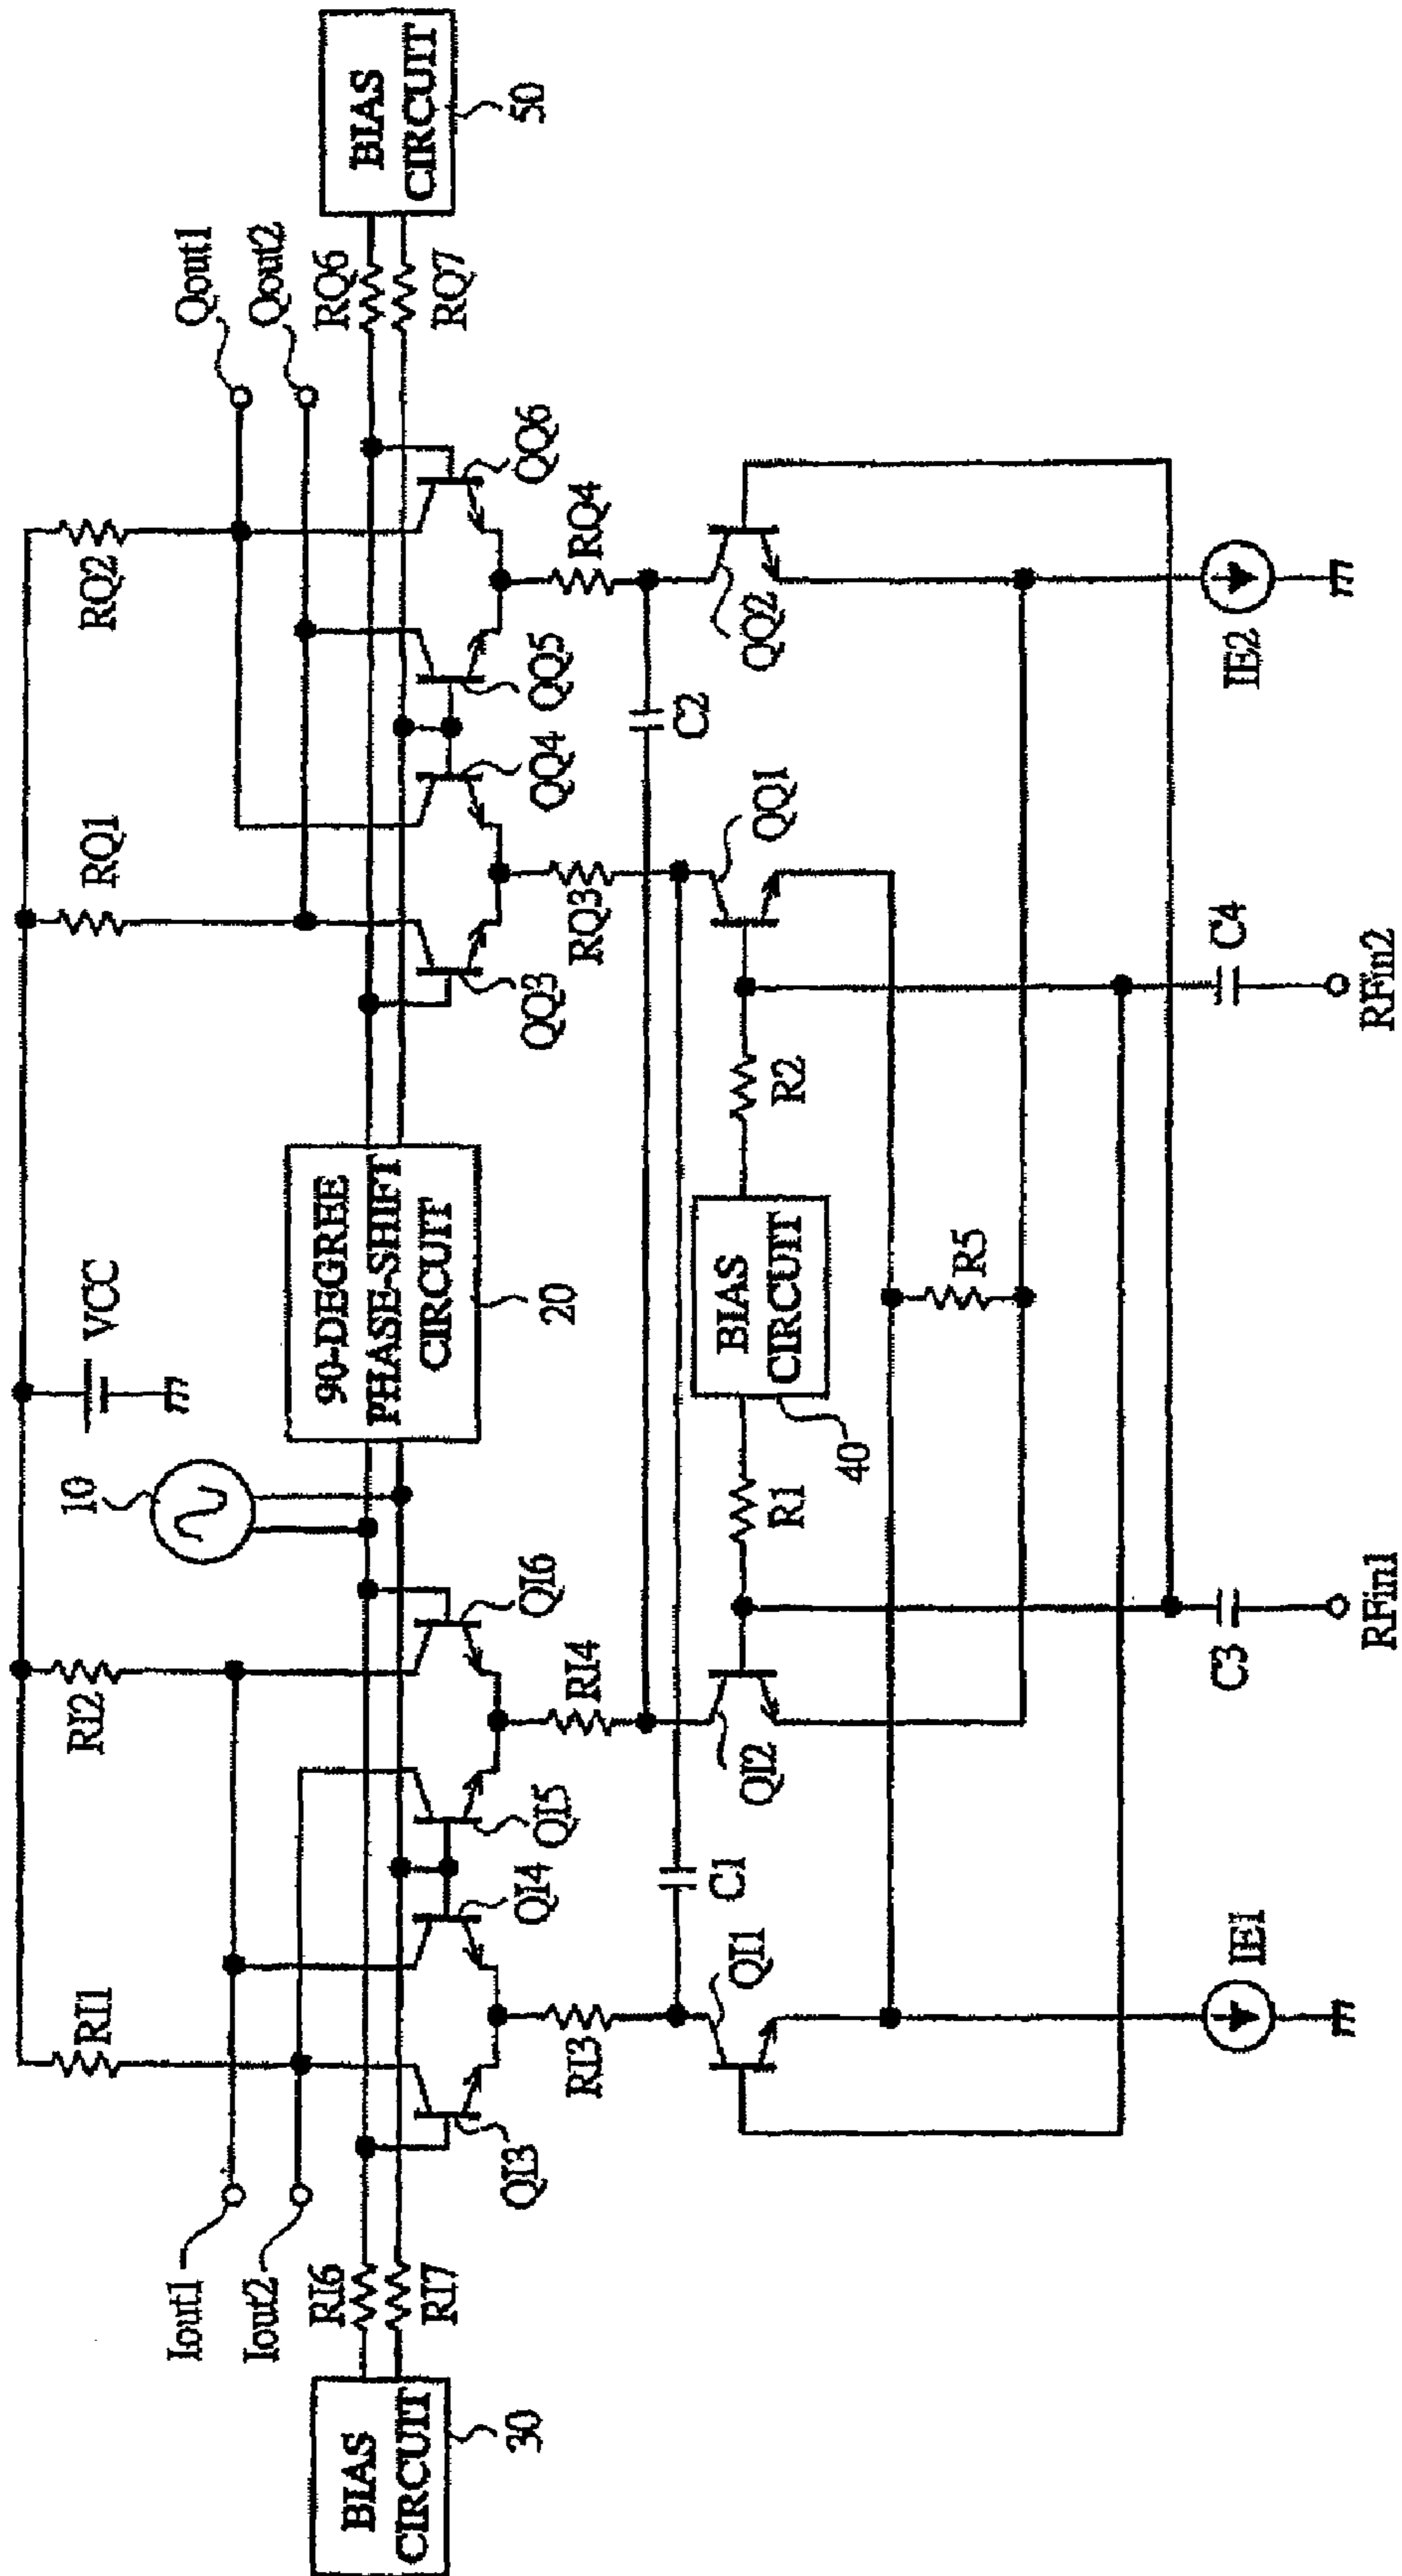 VCC
10
RI1
RI2
RQ1
RQ2
Iout1
Iout2
Qout1
Qout2
BIAS
CIRCUIT
30
RI6
RI7
90-DEGREE
PHASE-SHIFT
CIRCUIT
20
RQ6
RQ7
BIAS
CIRCUIT
50
QI3
QI4
QI5
QI6
QQ3
QQ4
QQ5
QQ6
RI3
RI4
RQ3
RQ4
C1
C2
QI1
QI2
R1
BIAS
CIRCUIT
40
R2
QQ1
QQ2
R5
IE1
C3
RFin1
C4
RFin2
IE2